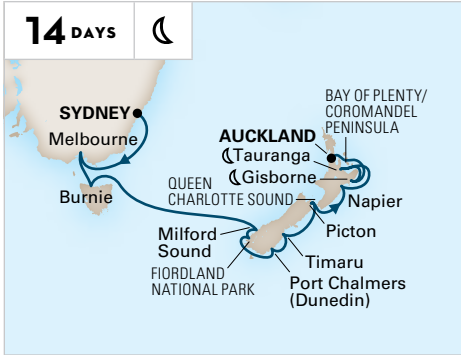 14 DAYS
BAY OF PLENTY/
COROMANDEL
PENINSULA
SYDNEY
Melbourne
AUCKLAND
Tauranga
Gisborne
Burnie
QUEEN
CHARLOTTE SOUND
Napier
Picton
Milford
Sound
FIORDLAND
NATIONAL PARK
Timaru
Port Chalmers
(Dunedin)